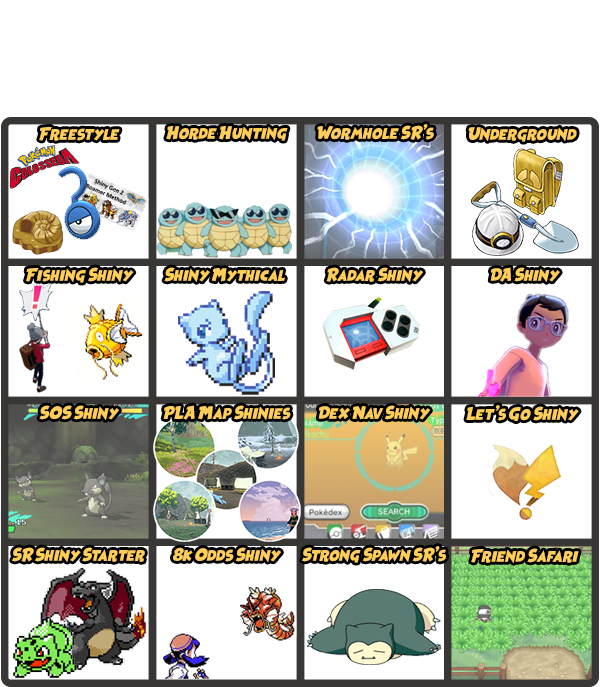 Freestyle
Horde Hunting
Wormhole SR's
Underground
Pokémon
Colosseum
Shiny Gen 2
Roamer Method
Fishing Shiny
Shiny Mythical
Radar Shiny
DA Shiny
!
SOS Shiny
PLA Map Shinies
Dex Nav Shiny
Let's Go Shiny
15
Pokédex
SEARCH
SR Shiny Starter
8k Odds Shiny
Strong Spawn SR's
Friend Safari